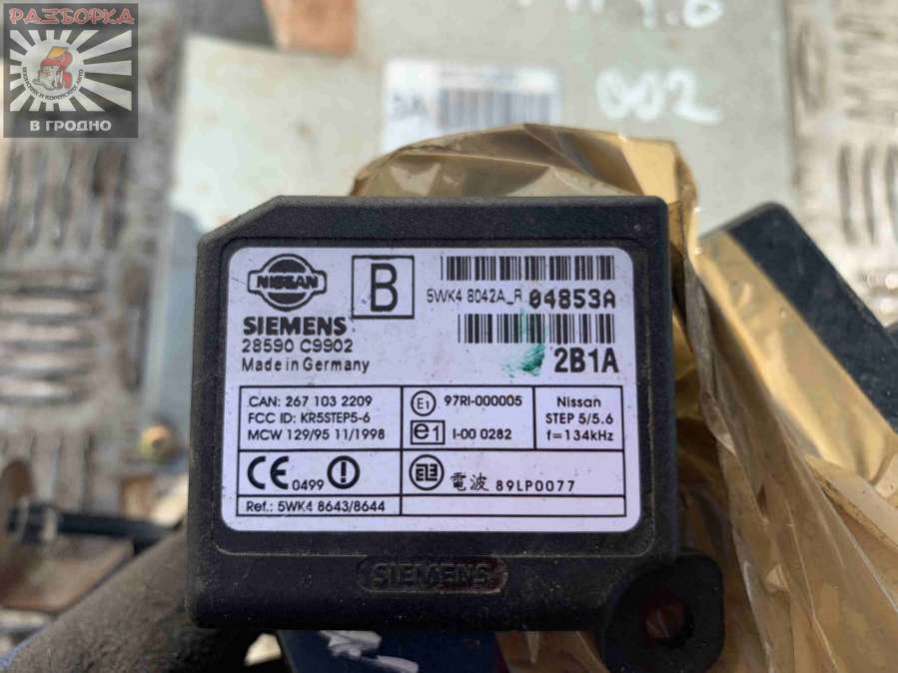 РАЗБОРКА
В ГРОДНО
002
NISSAN
B
5WK4 8042A_R 04853A
SIEMENS
28590 C9902
2B1A
Made in Germany
CAN: 267 103 2209
FCC ID: KR5STEP5-6
MCW 129/95 11/1998
E1 97RI-000005
e1 I-00 0282
Nissan
STEP 5/5.6
f=134kHz
CE 0499
電波 89LP0077
Ref.: 5WK4 8643/8644
SIEMENS